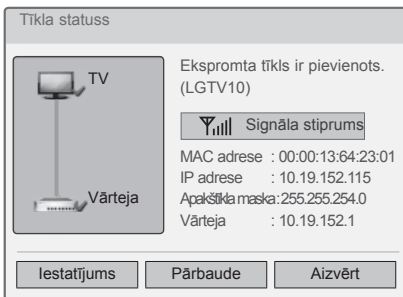 Tīkla statuss
TV
Vārteja
Ekspromta tīkls ir pievienots.
(LGTV10)
Signāla stiprums
MAC adrese : 00:00:13:64:23:01
IP adrese : 10.19.152.115
Apakštīkla maska:255.255.254.0
Vārteja : 10.19.152.1
Iestatījums
Pārbaude
Aizvērt